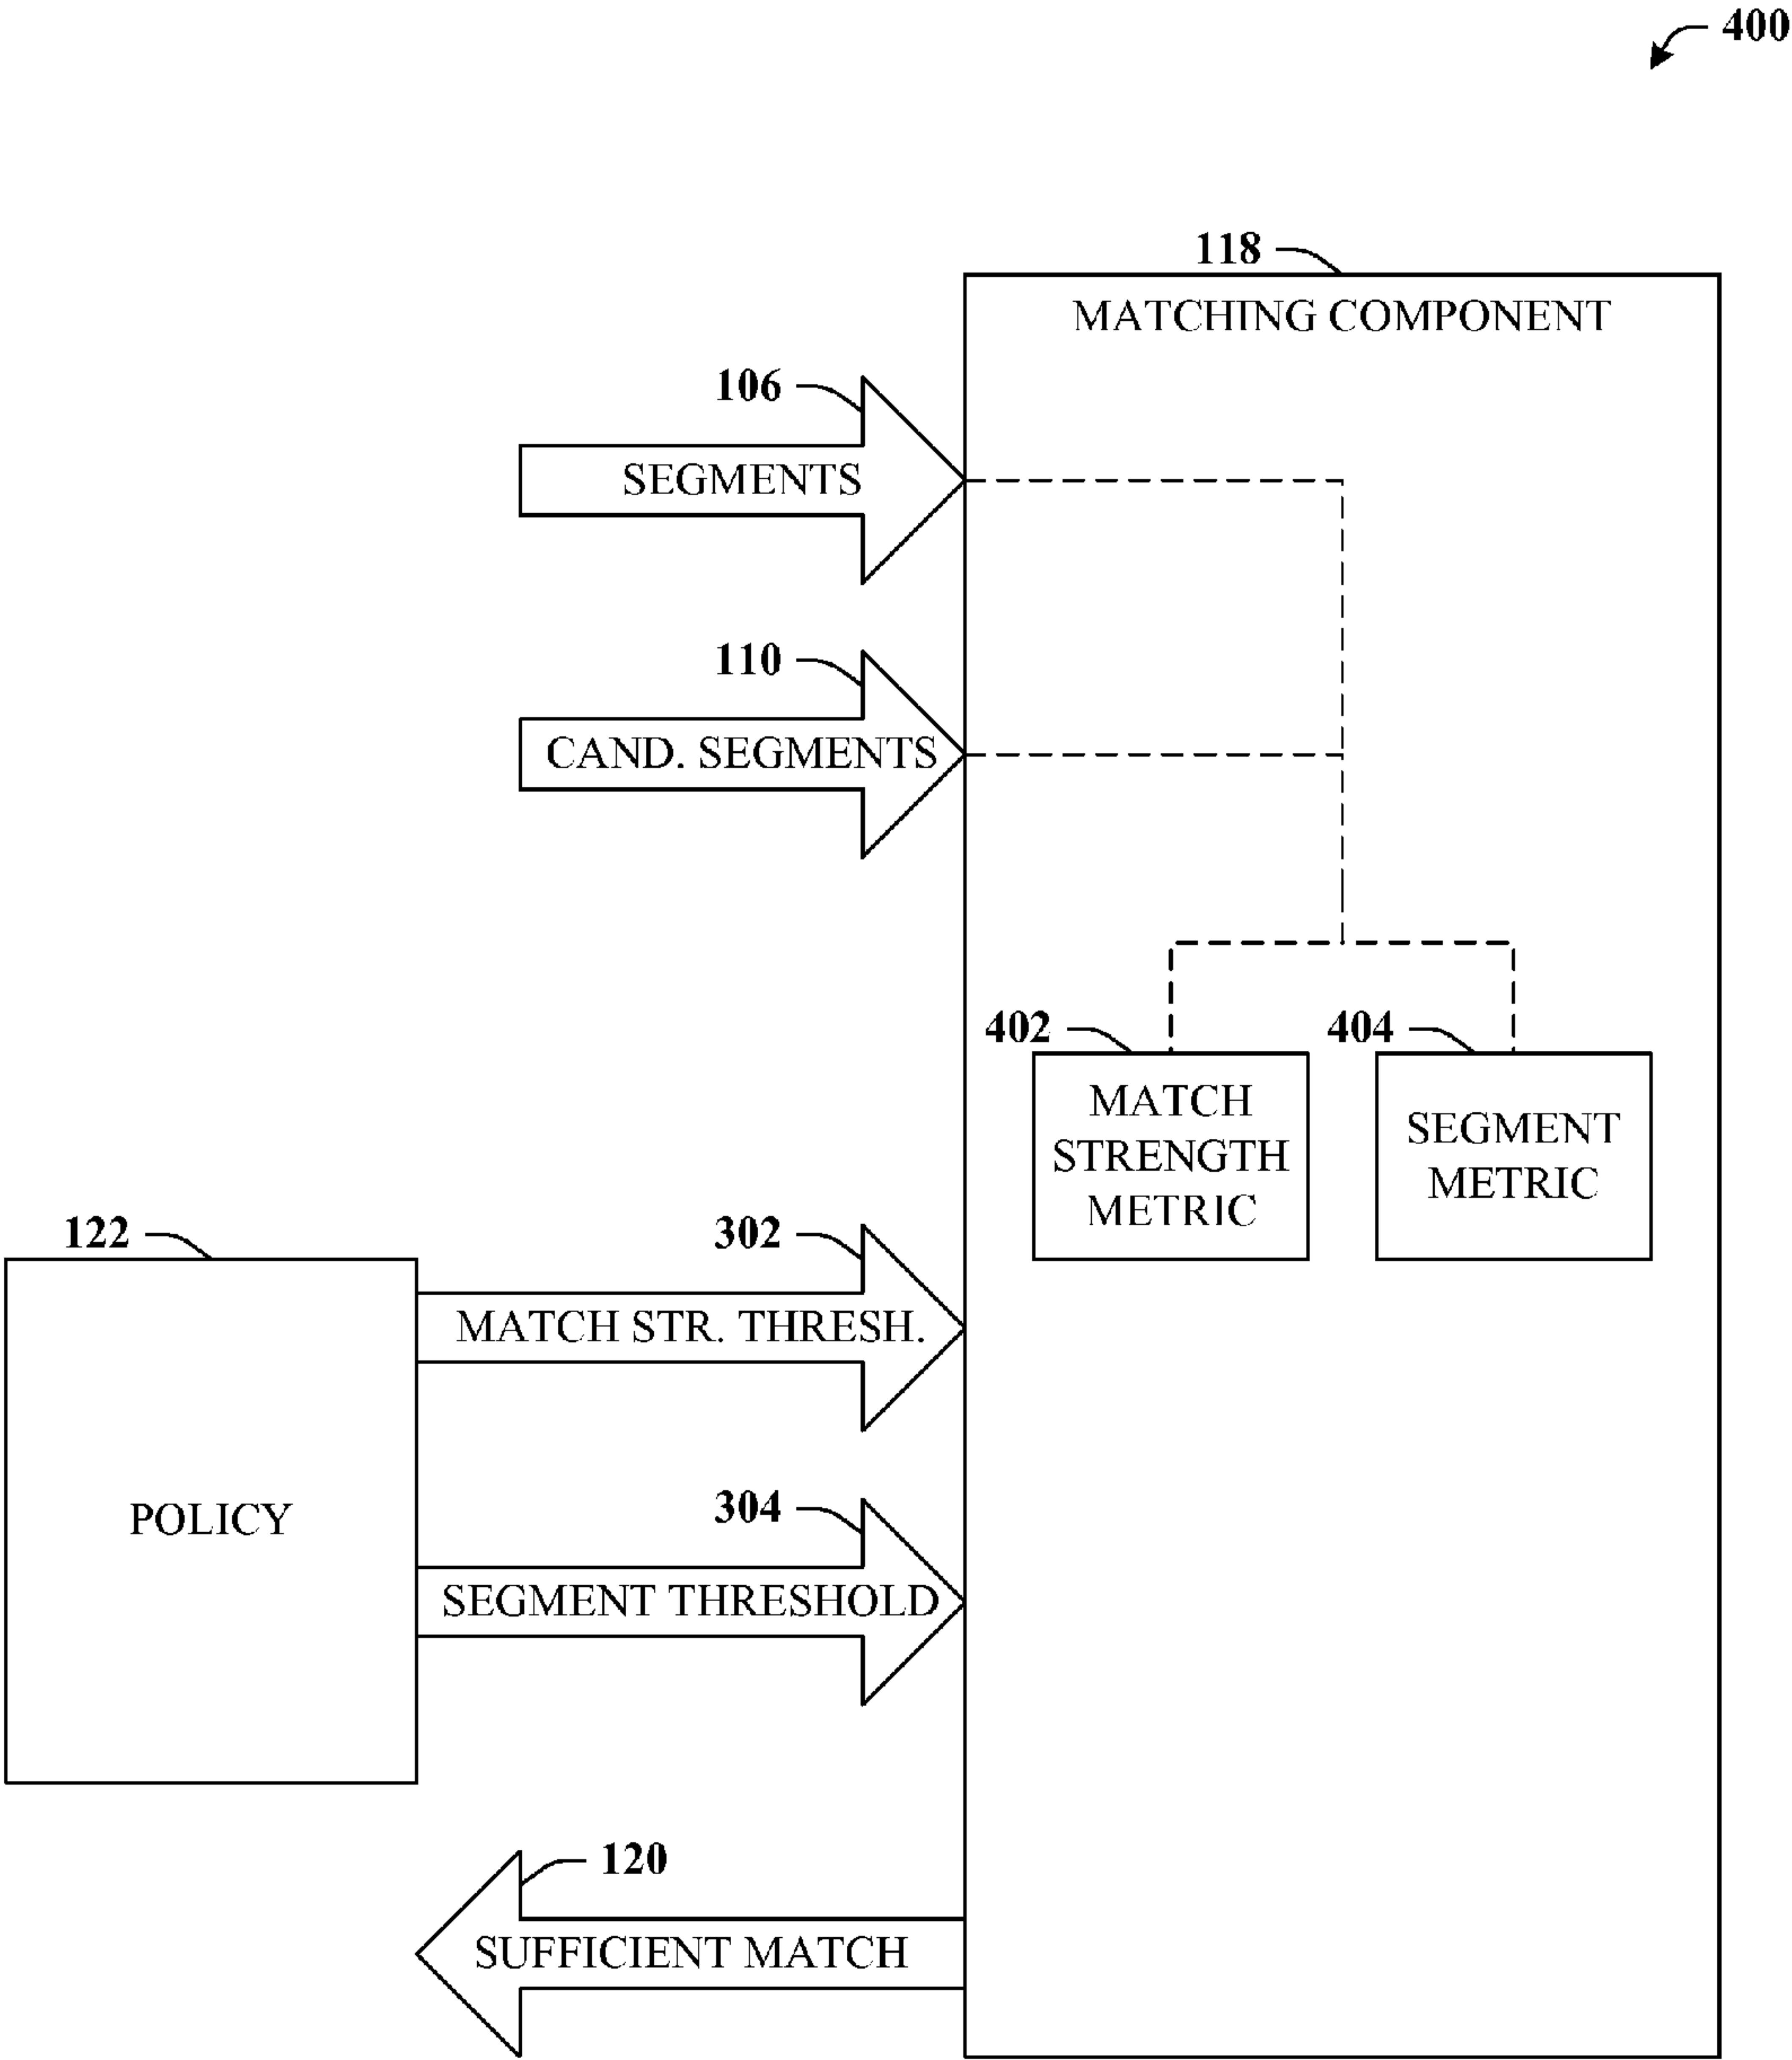 400
118
MATCHING COMPONENT
106
SEGMENTS
110
CAND. SEGMENTS
402
404
MATCH
STRENGTH
METRIC
SEGMENT
METRIC
122
302
MATCH STR. THRESH.
POLICY
304
SEGMENT THRESHOLD
120
SUFFICIENT MATCH